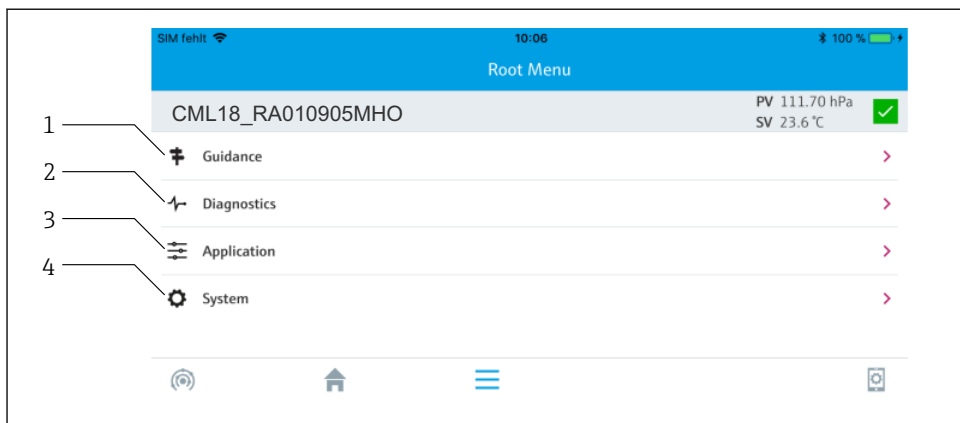 SIM fehlt 10:06 100 %
Root Menu
CML18_RA010905MHO
PV 111.70 hPa
SV 23.6 °C
1
Guidance
2
Diagnostics
3
Application
4
System